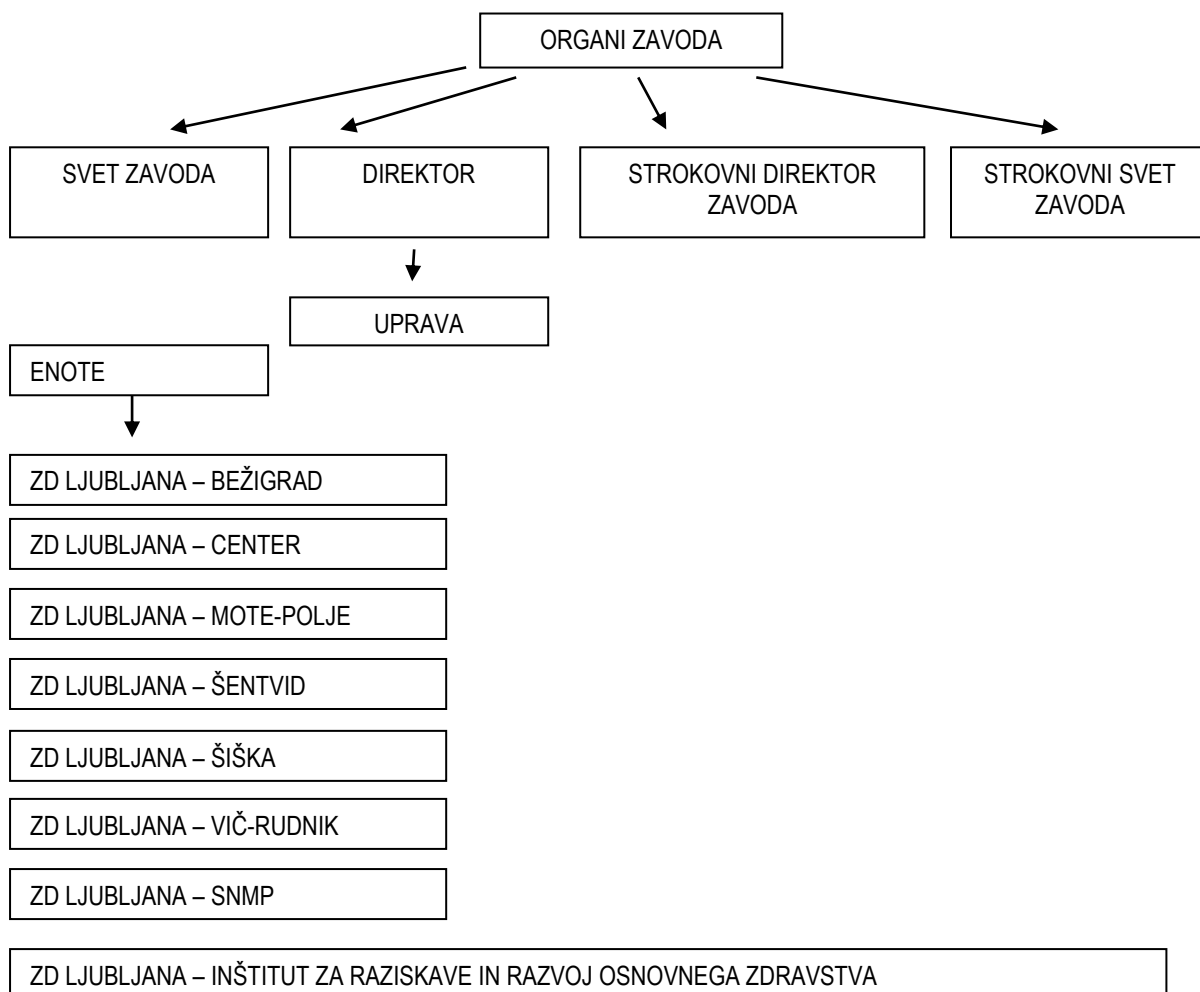 ORGANI ZAVODA
SVET ZAVODA
DIREKTOR
STROKOVNI DIREKTOR
ZAVODA
STROKOVNI SVET
ZAVODA
UPRAVA
ENOTE
ZD LJUBLJANA – BEŽIGRAD
ZD LJUBLJANA – CENTER
ZD LJUBLJANA – MOTE-POLJE
ZD LJUBLJANA – ŠENTVID
ZD LJUBLJANA – ŠIŠKA
ZD LJUBLJANA – VIČ-RUDNIK
ZD LJUBLJANA – SNMP
ZD LJUBLJANA – INŠTITUT ZA RAZISKAVE IN RAZVOJ OSNOVNEGA ZDRAVSTVA